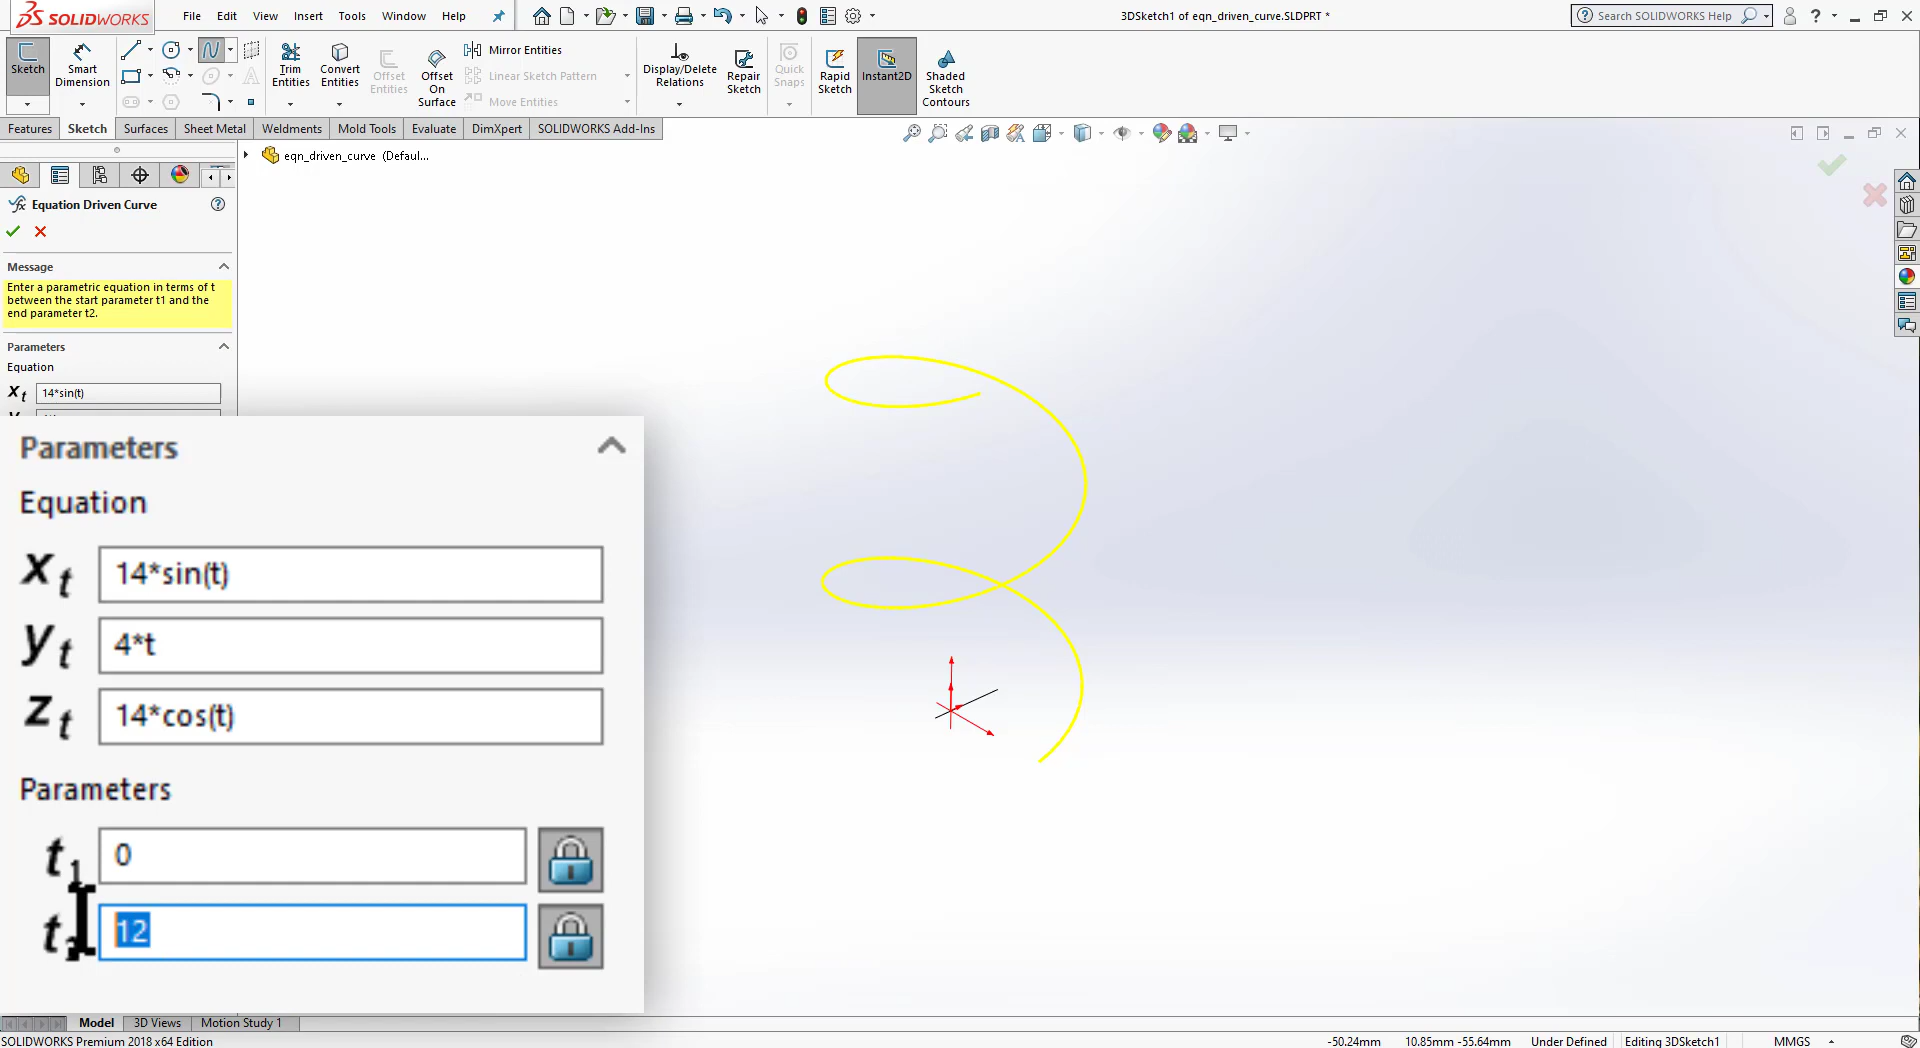 SOLIDWORKS
File Edit View Insert Tools Window Help
3DSketch1 of eqn_driven_curve.SLDPRT *
Search SOLIDWORKS Help
Sketch
Smart Dimension
Trim Entities
Convert Entities
Offset Entities
Offset On Surface
Mirror Entities
Linear Sketch Pattern
Move Entities
Display/Delete Relations
Repair Sketch
Quick Snaps
Rapid Sketch
Instant2D
Shaded Sketch Contours
Features Sketch Surfaces Sheet Metal Weldments Mold Tools Evaluate DimXpert SOLIDWORKS Add-Ins
eqn_driven_curve (Defaul...
Equation Driven Curve
Message
Enter a parametric equation in terms of t
between the start parameter t1 and the
end parameter t2.
Parameters
Equation
Xt 14*sin(t)
Parameters
Equation
xt 14*sin(t)
yt 4*t
zt 14*cos(t)
Parameters
t1 0
t 12
Model 3D Views Motion Study 1
SOLIDWORKS Premium 2018 x64 Edition
-50.24mm 10.85mm -55.64mm Under Defined Editing 3DSketch1 MMGS